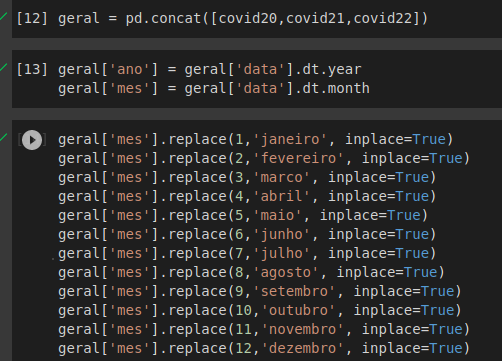 [12] geral = pd.concat([covid20,covid21,covid22])
[13] geral['ano'] = geral['data'].dt.year
geral['mes'] = geral['data'].dt.month
geral['mes'].replace(1,'janeiro', inplace=True)
geral['mes'].replace(2,'fevereiro', inplace=True)
geral['mes'].replace(3,'marco', inplace=True)
geral['mes'].replace(4,'abril', inplace=True)
geral['mes'].replace(5,'maio', inplace=True)
geral['mes'].replace(6,'junho', inplace=True)
geral['mes'].replace(7,'julho', inplace=True)
geral['mes'].replace(8,'agosto', inplace=True)
geral['mes'].replace(9,'setembro', inplace=True)
geral['mes'].replace(10,'outubro', inplace=True)
geral['mes'].replace(11,'novembro', inplace=True)
geral['mes'].replace(12,'dezembro', inplace=True)